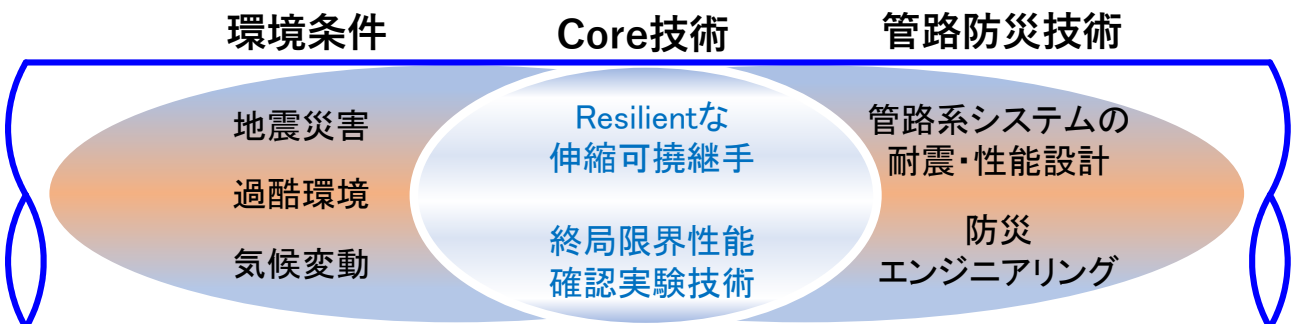 環境条件
Core技術
管路防災技術
地震災害
過酷環境
気候変動
Resilientな
伸縮可撓継手
終局限界性能
確認実験技術
管路系システムの
耐震・性能設計
防災
エンジニアリング